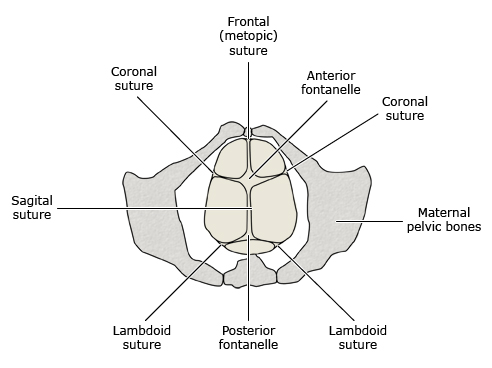 Frontal
(metopic)
suture
Coronal
suture
Anterior
fontanelle
Coronal
suture
Sagital
suture
Maternal
pelvic bones
Lambdoid
suture
Posterior
fontanelle
Lambdoid
suture